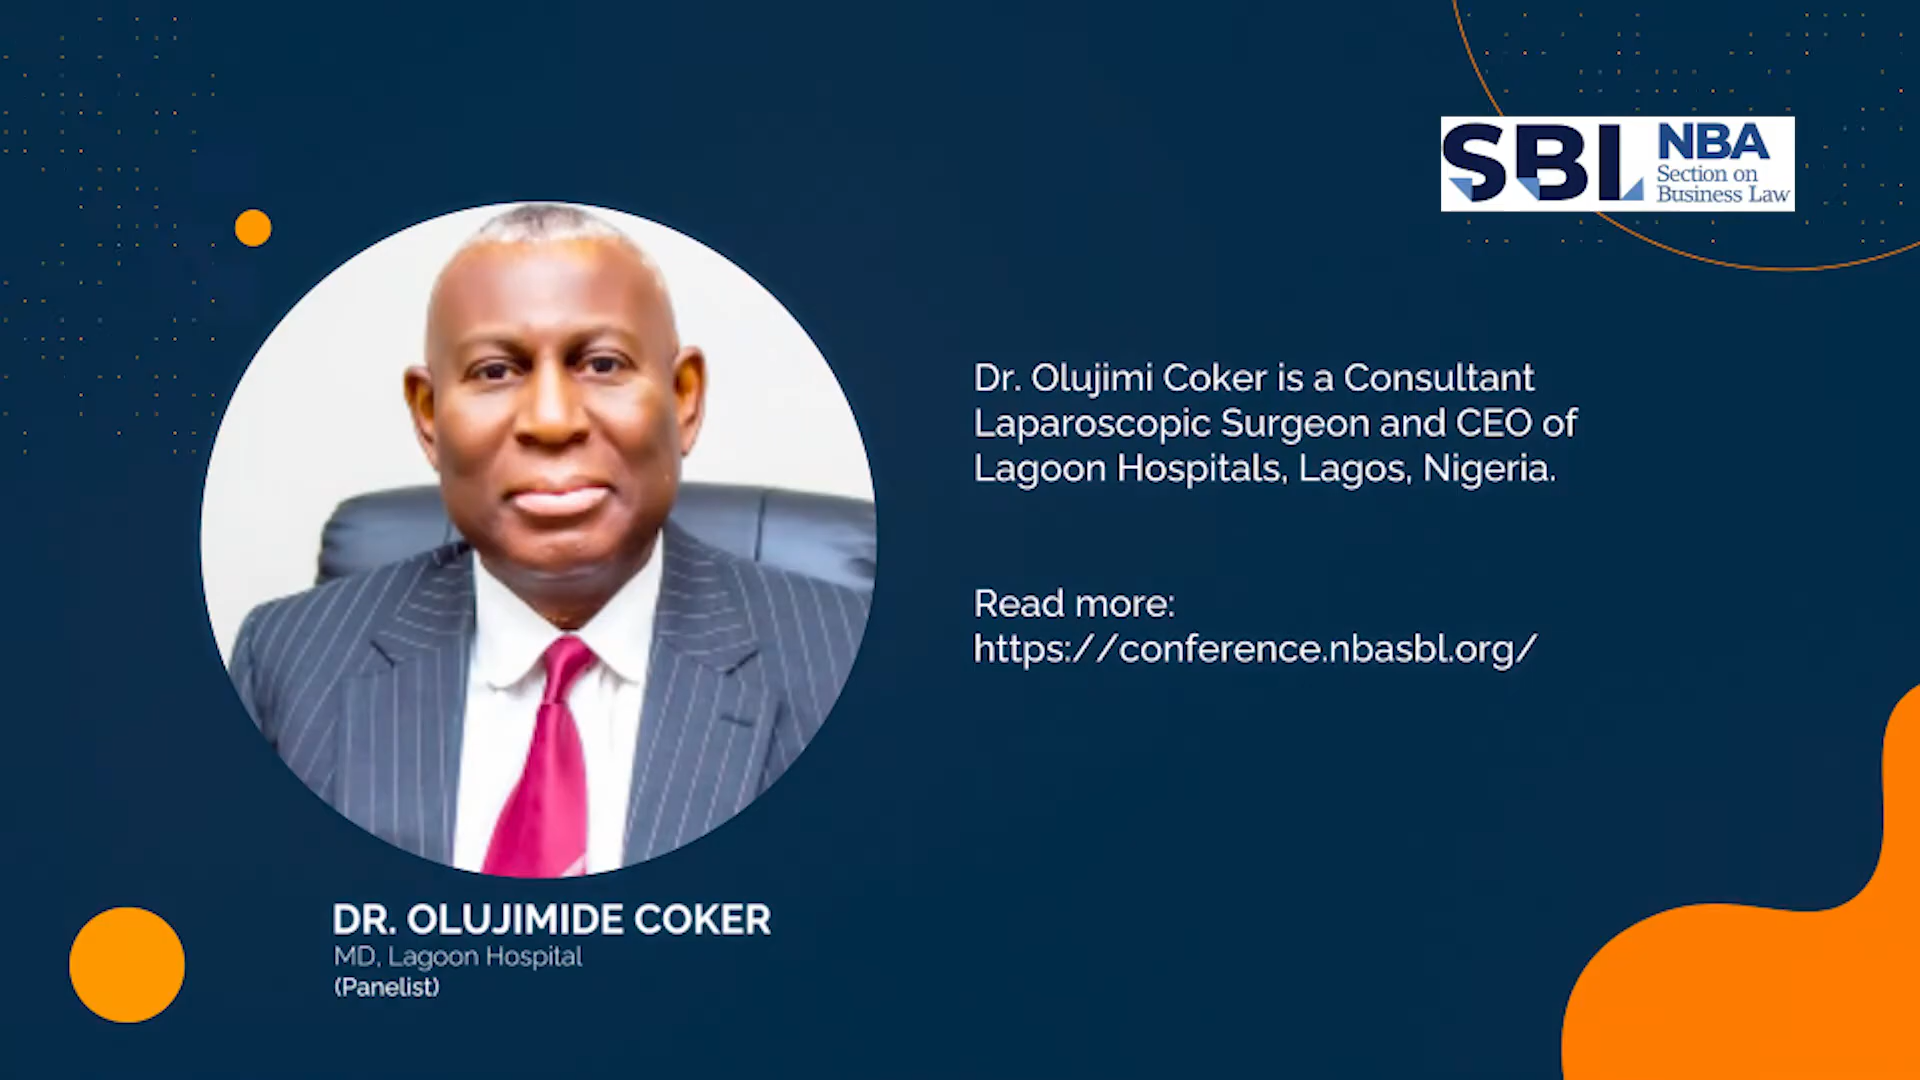 SBL NBA
Section on
Business Law
Dr. Olujimi Coker is a Consultant
Laparoscopic Surgeon and CEO of
Lagoon Hospitals, Lagos, Nigeria.
Read more:
https://conference.nbasbl.org/
DR. OLUJIMIDE COKER
MD, Lagoon Hospital
(Panelist)